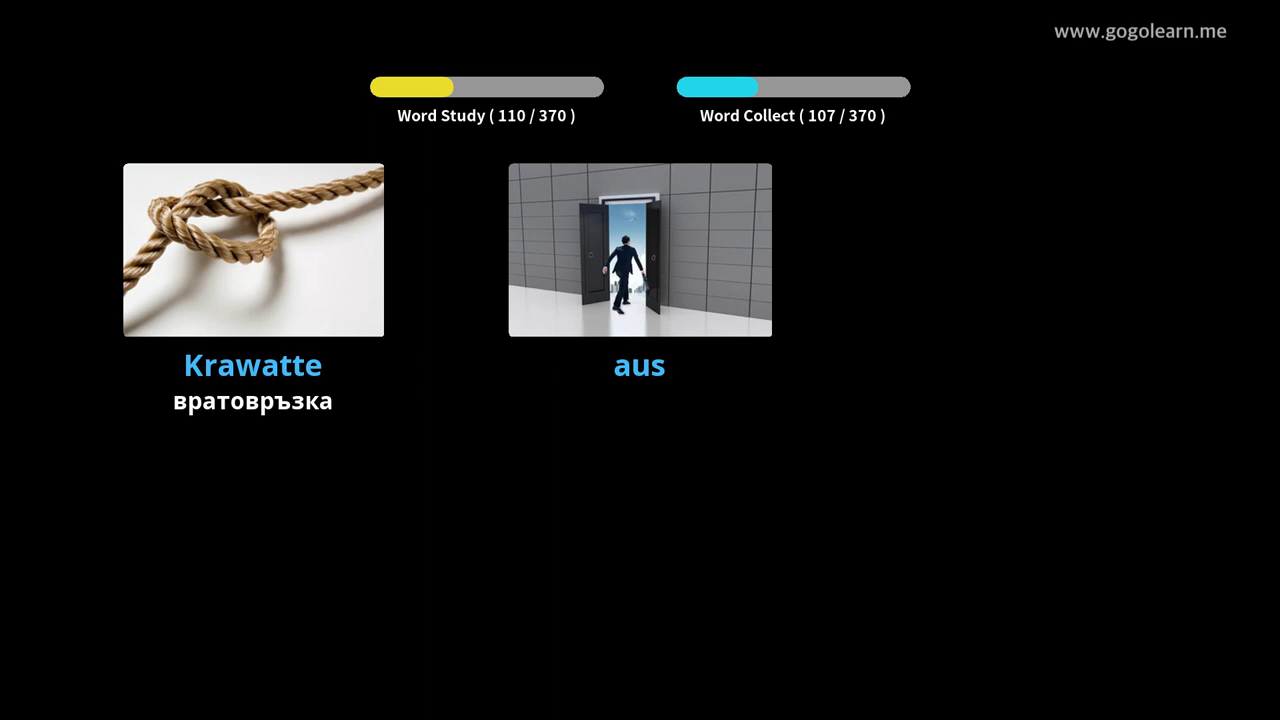 www.gogolearn.me
Word Study ( 110 / 370 )
Word Collect ( 107 / 370 )
Krawatte
вратовръзка
aus